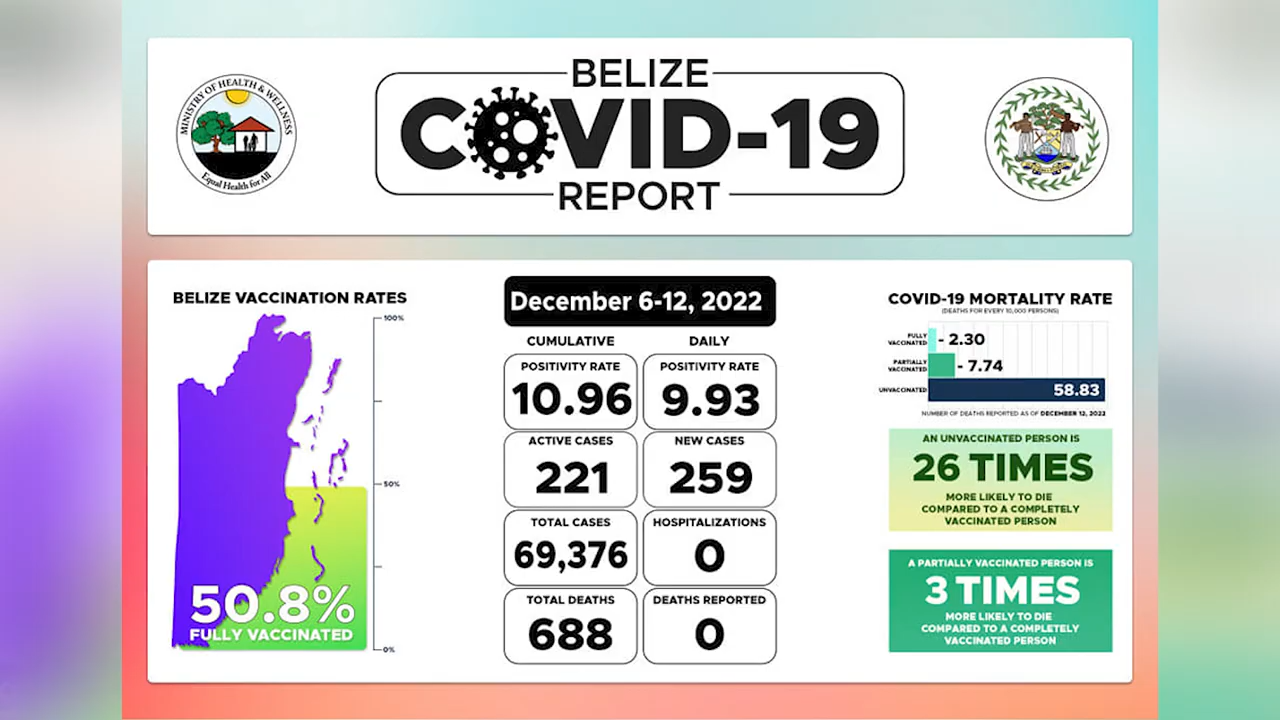 BELIZE
COVID-19
REPORT
MINISTRY OF HEALTH & WELLNESS
Equal Health for All
BELIZE VACCINATION RATES
100%
50%
0%
50.8%
FULLY VACCINATED
December 6-12, 2022
CUMULATIVE
DAILY
POSITIVITY RATE
10.96
POSITIVITY RATE
9.93
ACTIVE CASES
221
NEW CASES
259
TOTAL CASES
69,376
HOSPITALIZATIONS
0
TOTAL DEATHS
688
DEATHS REPORTED
0
COVID-19 MORTALITY RATE
(DEATHS FOR EVERY 10,000 PERSONS)
FULLY
VACCINATED
- 2.30
PARTIALLY
VACCINATED
- 7.74
UNVACCINATED
58.83
NUMBER OF DEATHS REPORTED AS OF DECEMBER 12, 2022
AN UNVACCINATED PERSON IS
26 TIMES
MORE LIKELY TO DIE
COMPARED TO A COMPLETELY
VACCINATED PERSON
A PARTIALLY VACCINATED PERSON IS
3 TIMES
MORE LIKELY TO DIE
COMPARED TO A COMPLETELY
VACCINATED PERSON